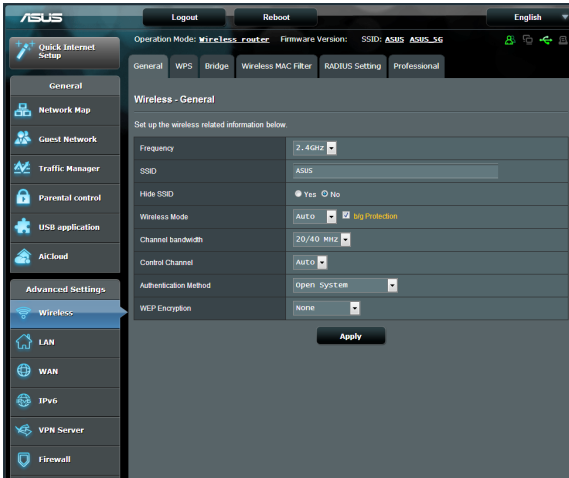 ASUS
Logout
Reboot
English
Quick Internet Setup
Operation Mode: Wireless router Firmware Version: SSID: ASUS ASUS_5G
General WPS Bridge Wireless MAC Filter RADIUS Setting Professional
General
Network Map
Guest Network
Traffic Manager
Parental control
USB application
AiCloud
Advanced Settings
Wireless
LAN
WAN
IPv6
VPN Server
Firewall
Wireless - General
Set up the wireless related information below.
Frequency 2.4GHz
SSID ASUS
Hide SSID Yes No
Wireless Mode Auto b/g Protection
Channel bandwidth 20/40 MHz
Control Channel Auto
Authentication Method Open System
WEP Encryption None
Apply